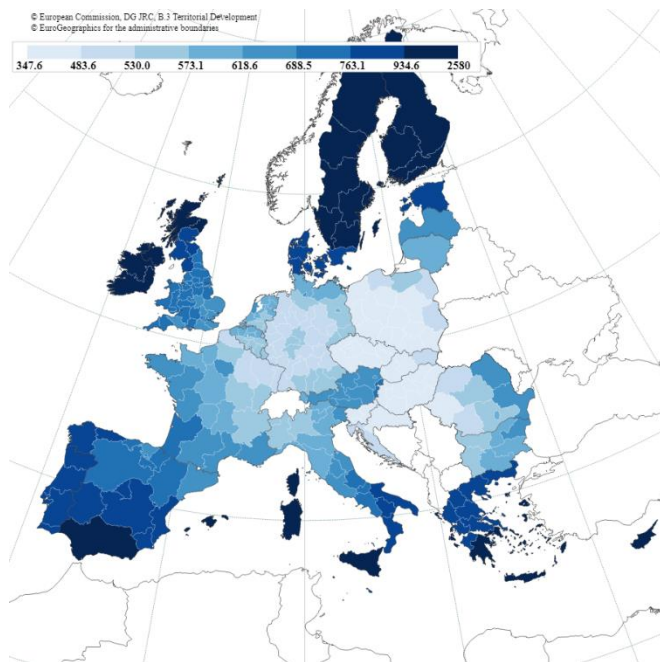 © European Commission, DG JRC, B.3 Territorial Development
© EuroGeographics for the administrative boundaries
347.6 483.6 530.0 573.1 618.6 688.5 763.1 934.6 2580